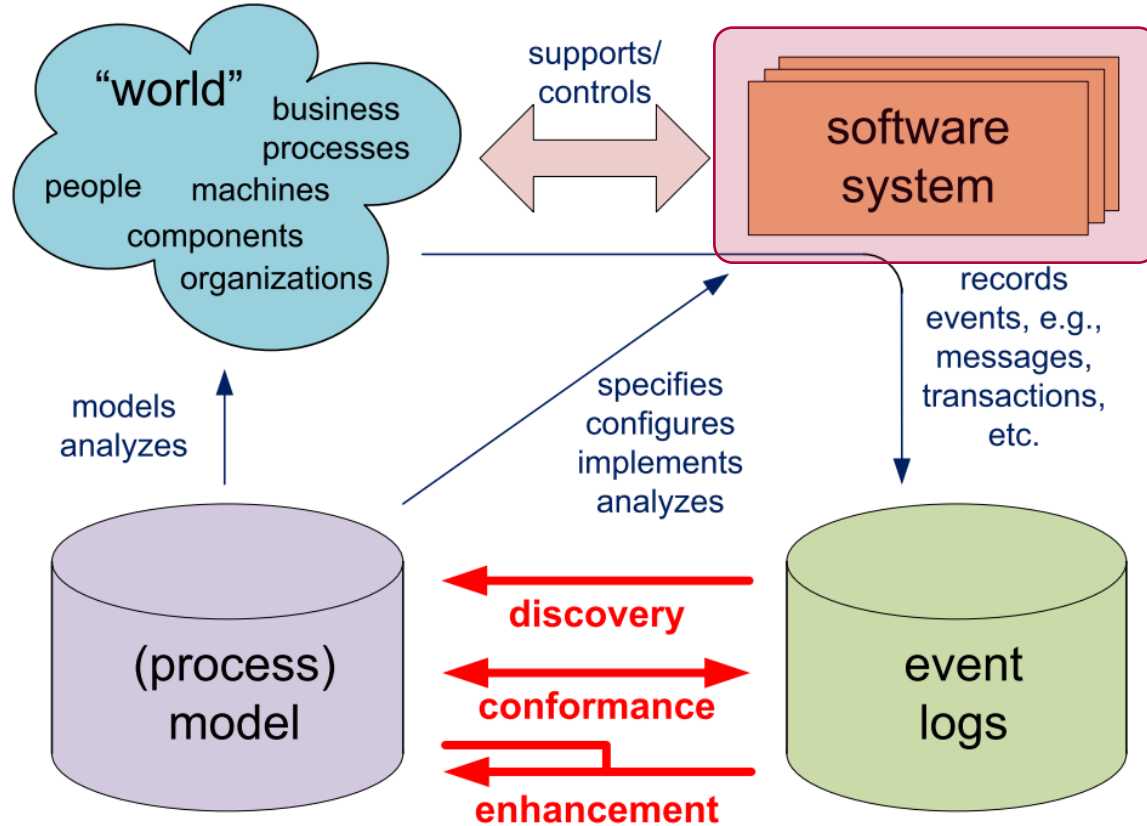 “world”
business
processes
people
machines
components
organizations
supports/
controls
software
system
records
events, e.g.,
messages,
transactions,
etc.
models
analyzes
specifies
configures
implements
analyzes
(process)
model
discovery
conformance
enhancement
event
logs